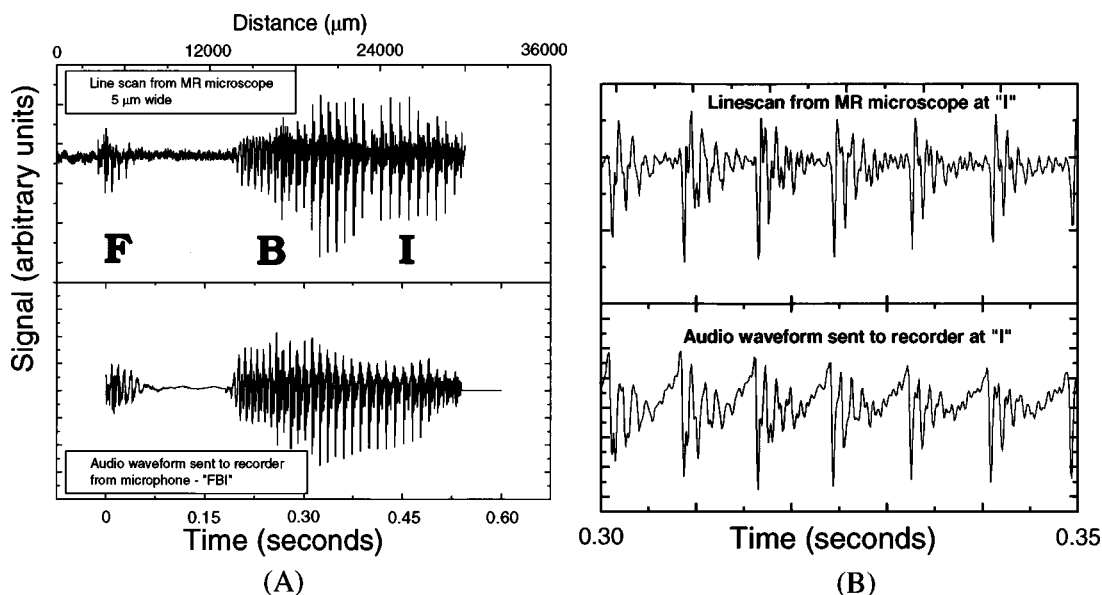 Distance (μm)
0 12000 24000 36000
Line scan from MR microscope
5 μm wide
F B I
Signal (arbitrary units)
Audio waveform sent to recorder
from microphone - "FBI"
0 0.15 0.30 0.45 0.60
Time (seconds)
(A)
Linescan from MR microscope at "I"
Audio waveform sent to recorder at "I"
0.30 0.35
Time (seconds)
(B)